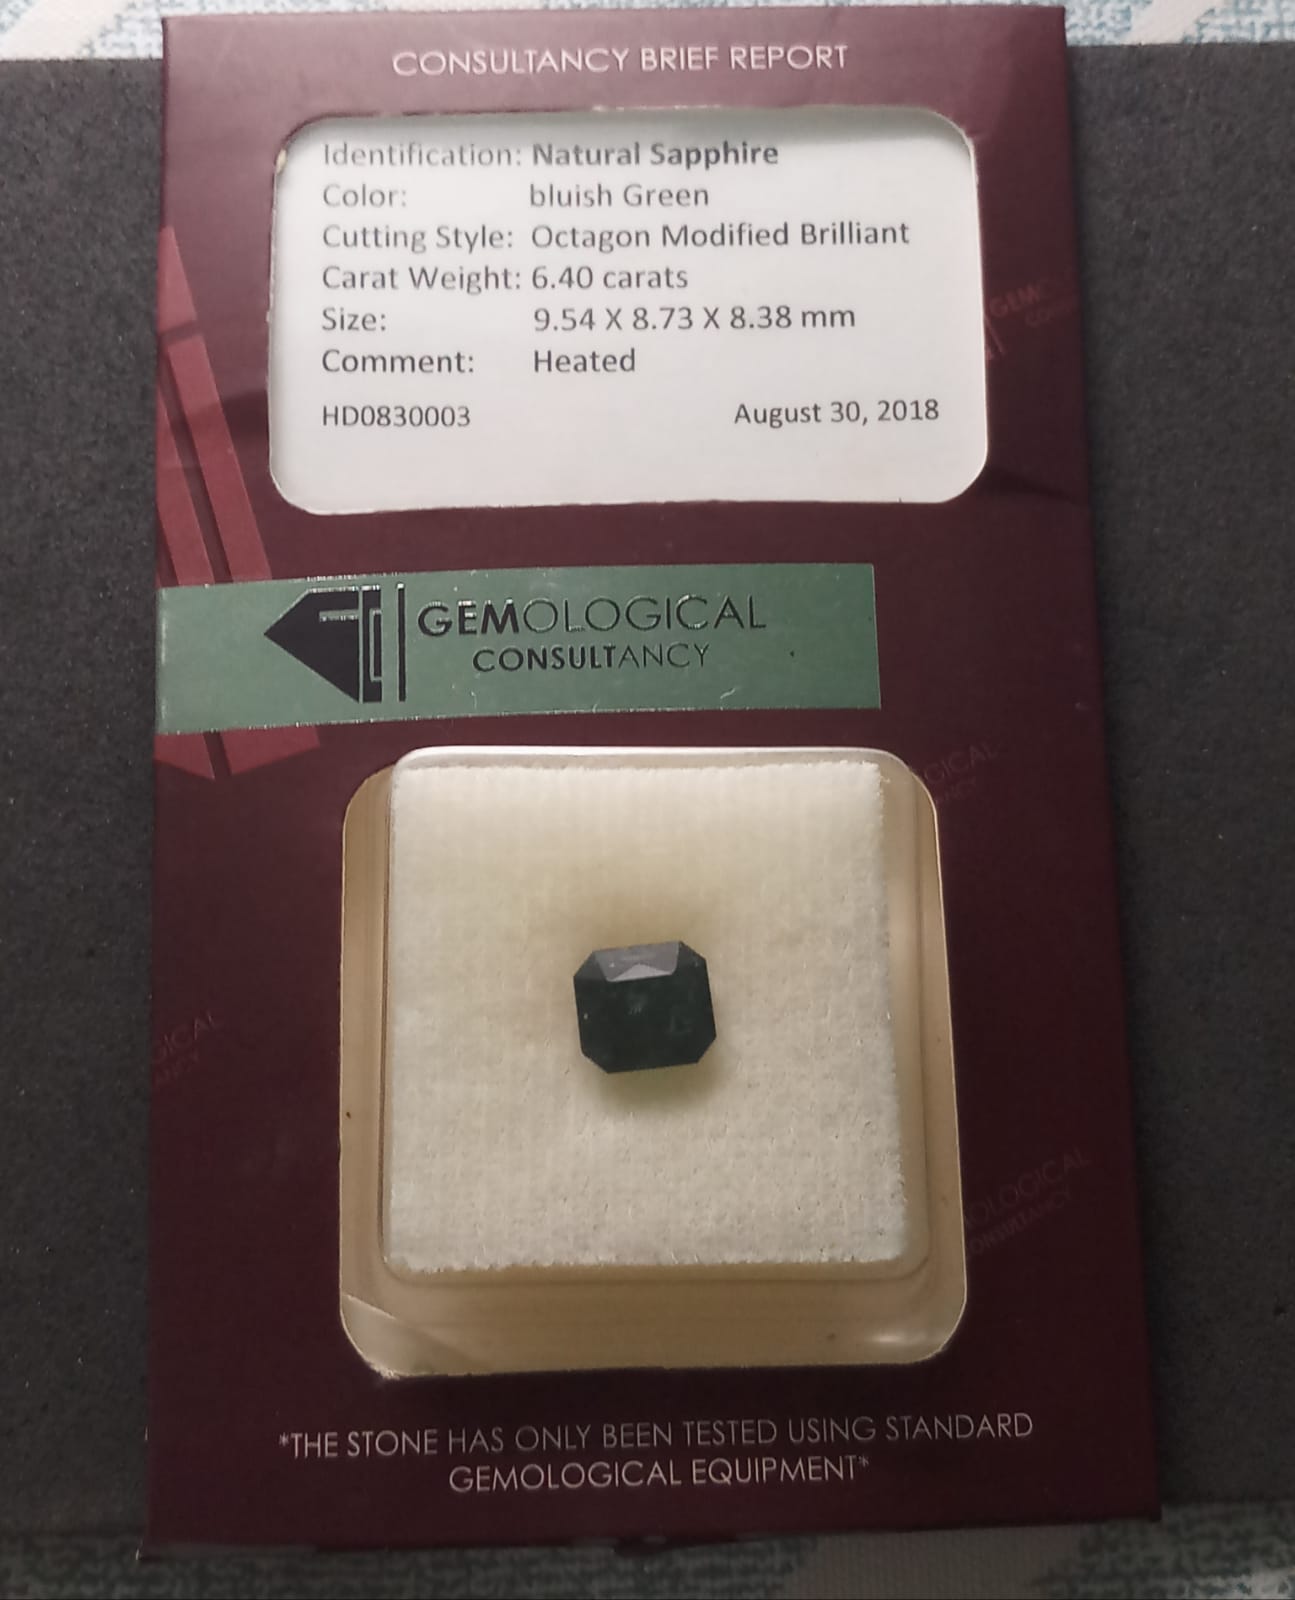 CONSULTANCY BRIEF REPORT
Identification: Natural Sapphire
Color: bluish Green
Cutting Style: Octagon Modified Brilliant
Carat Weight: 6.40 carats
Size: 9.54 X 8.73 X 8.38 mm
Comment: Heated
HD0830003 August 30, 2018
GEMOLOGICAL
CONSULTANCY
*THE STONE HAS ONLY BEEN TESTED USING STANDARD
GEMOLOGICAL EQUIPMENT*